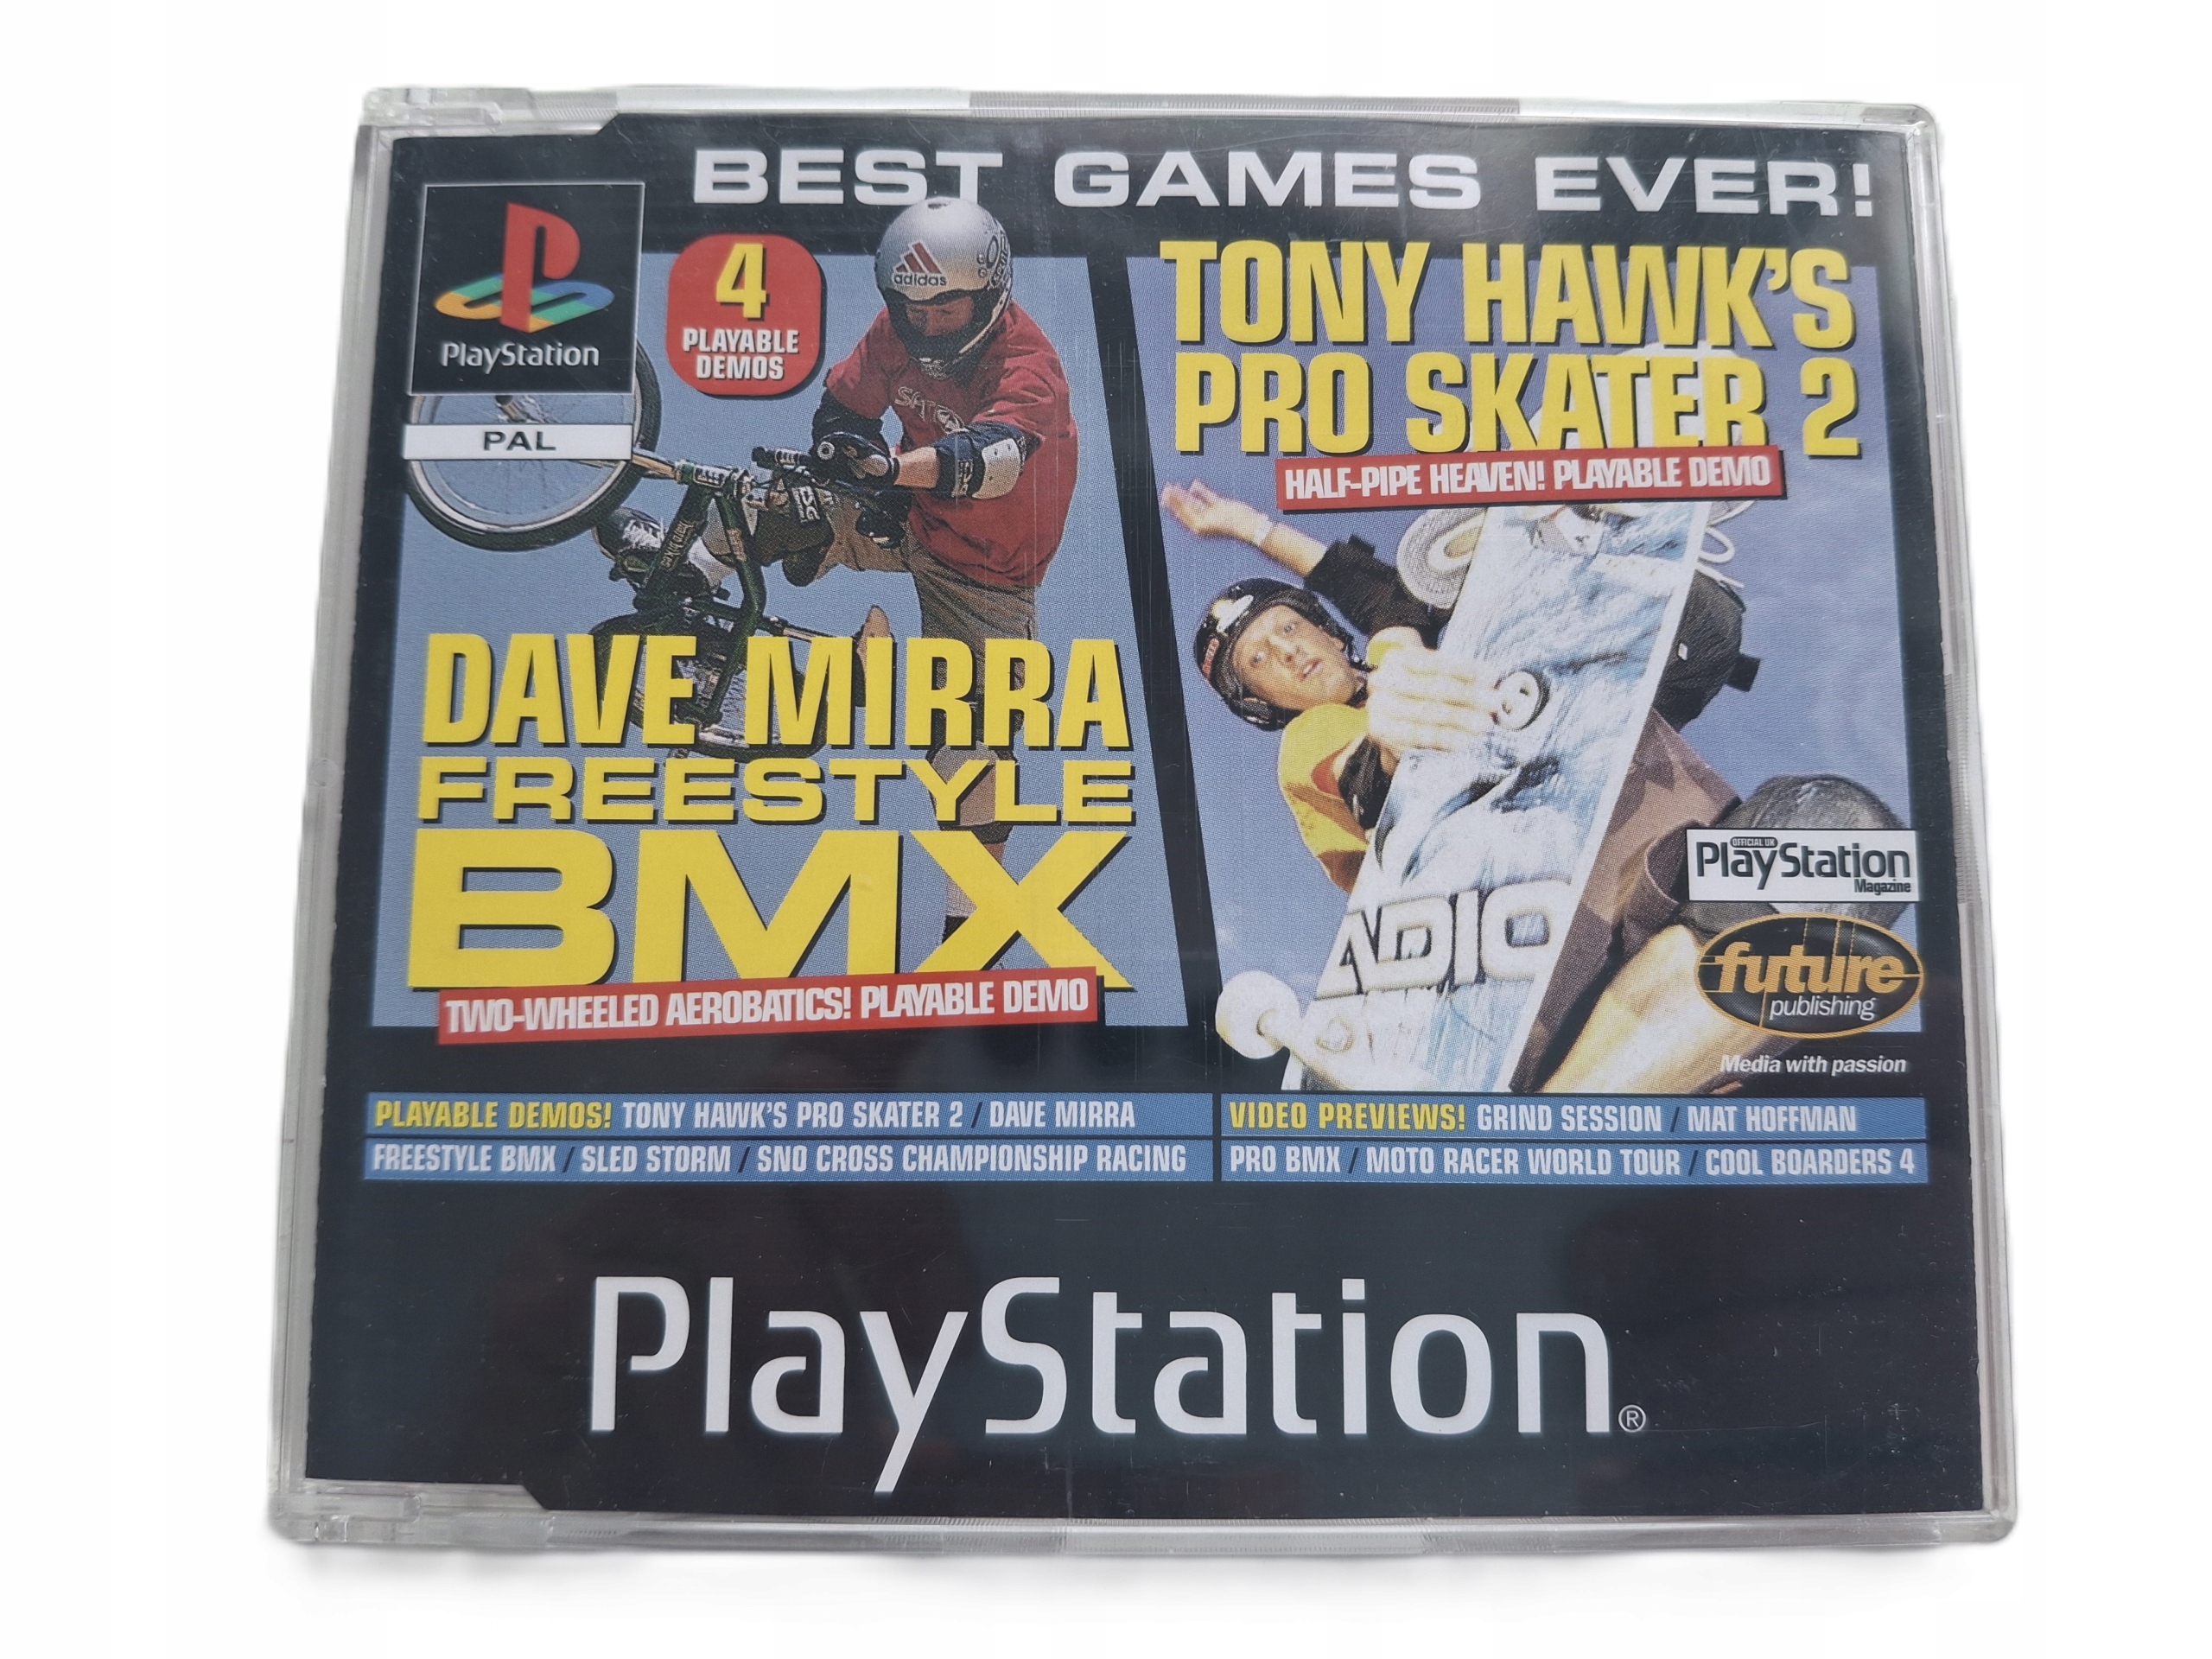 BEST GAMES EVER!
PlayStation
PAL
4
PLAYABLE
DEMOS
adidas
DAVE MIRRA
FREESTYLE
BMX
TWO-WHEELED AEROBATICS! PLAYABLE DEMO
TONY HAWK'S
PRO SKATER 2
HALF-PIPE HEAVEN! PLAYABLE DEMO
ADIO
OFFICIAL UK
PlayStation
Magazine
future
publishing
Media with passion
PLAYABLE DEMOS! TONY HAWK'S PRO SKATER 2 / DAVE MIRRA
FREESTYLE BMX / SLED STORM / SNO CROSS CHAMPIONSHIP RACING
VIDEO PREVIEWS! GRIND SESSION / MAT HOFFMAN
PRO BMX / MOTO RACER WORLD TOUR / COOL BOARDERS 4
PlayStation®